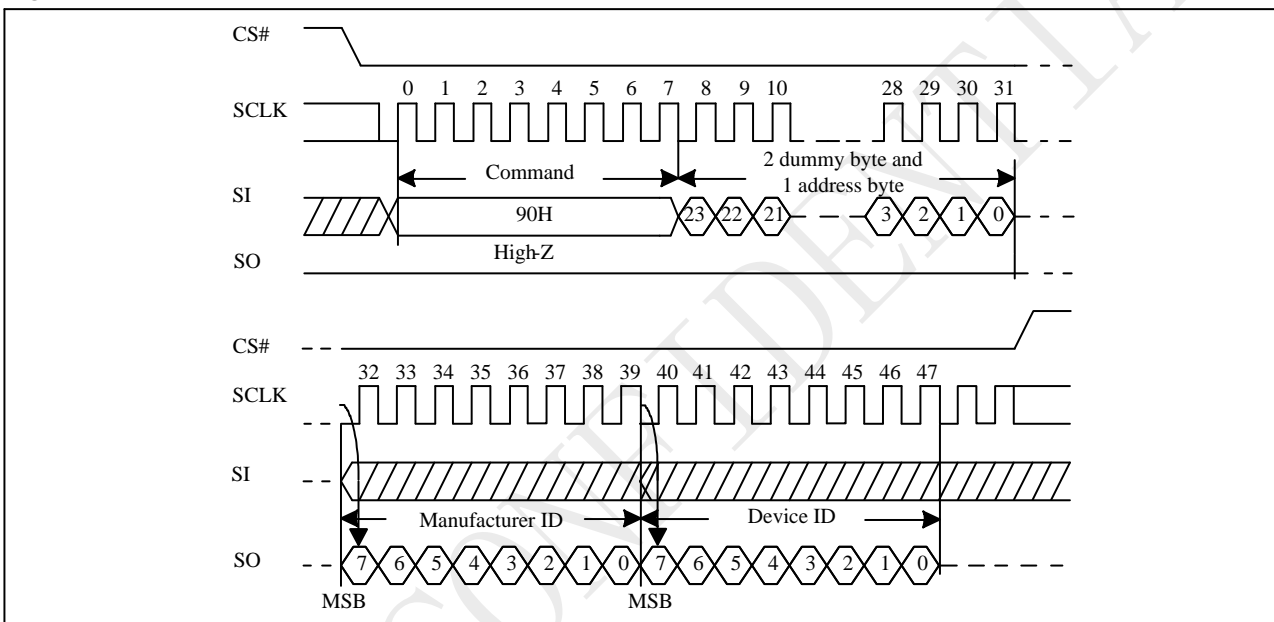 CS#
0 1 2 3 4 5 6 7 8 9 10 28 29 30 31
SCLK
Command
2 dummy byte and
1 address byte
SI
90H
23 22 21 3 2 1 0
High-Z
SO
CS#
32 33 34 35 36 37 38 39 40 41 42 43 44 45 46 47
SCLK
SI
Manufacturer ID
Device ID
SO
7 6 5 4 3 2 1 0 7 6 5 4 3 2 1 0
MSB
MSB